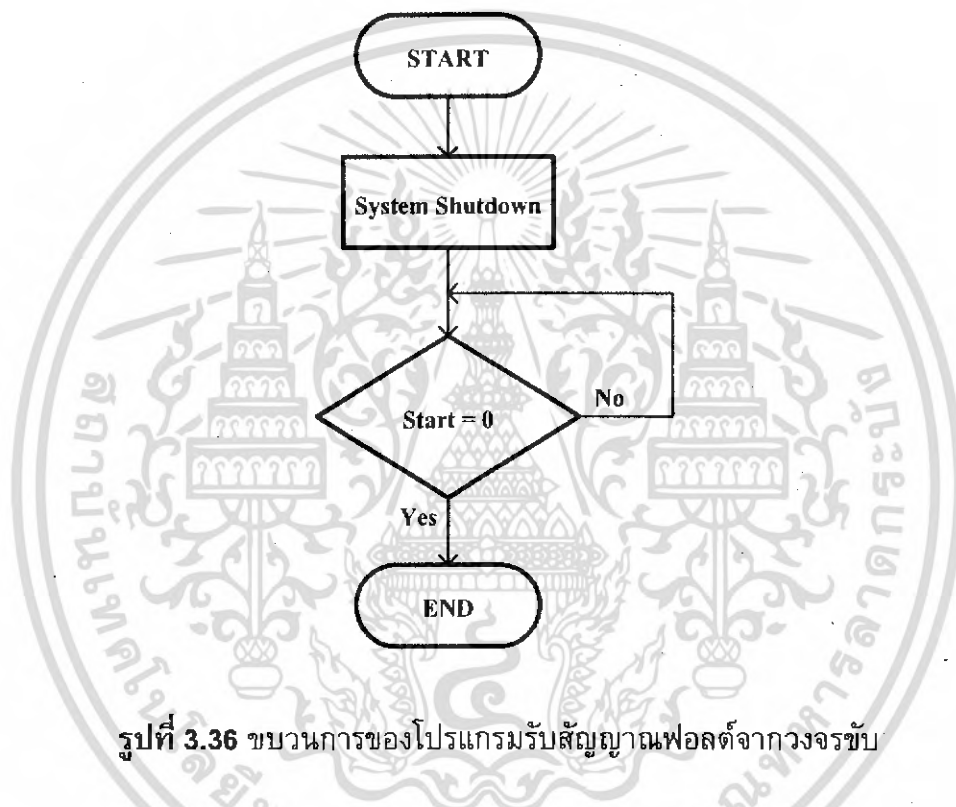 START
System Shutdown
Start = 0
No
Yes
END
รูปที่ 3.36 ขบวนการของโปรแกรมรับสัญญาณฟอลต์จากวงจรขับ